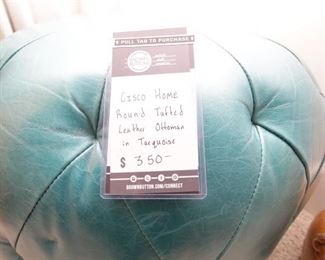 PULL TAG TO PURCHASE
Cisco Home
Round Tufted
Leather Ottoman
in Turquoise
$ 350-
BROWNBUTTON.COM/CONNECT